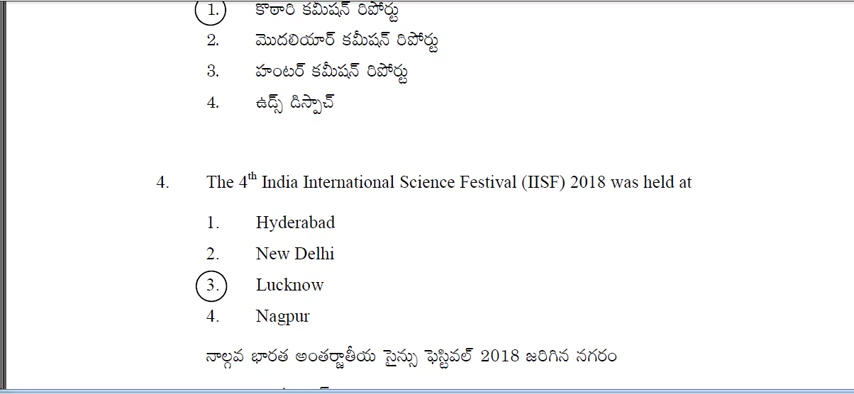 1. కొఠారి కమీషన్ రిపోర్టు
2. మొదలియార్ కమీషన్ రిపోర్టు
3. హంటర్ కమీషన్ రిపోర్టు
4. ఉడ్స్ డిస్పాచ్
4. The 4th India International Science Festival (IISF) 2018 was held at
1. Hyderabad
2. New Delhi
3. Lucknow
4. Nagpur
నాల్గవ భారత అంతర్జాతీయ సైన్సు ఫెస్టివల్ 2018 జరిగిన నగరం